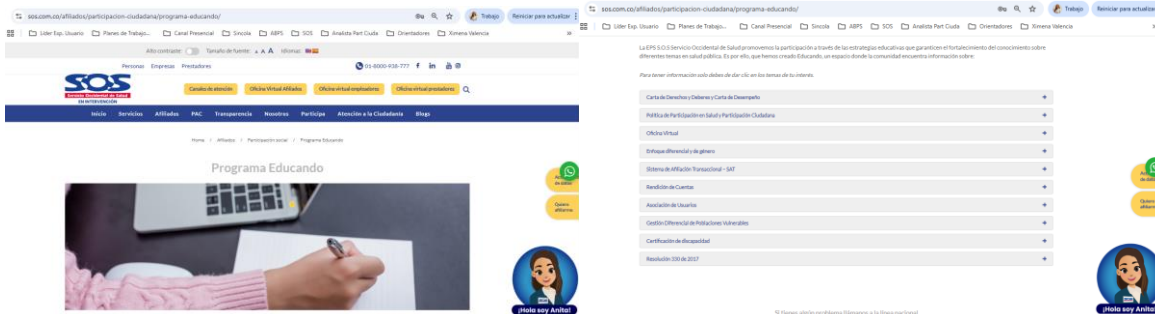 sos.com.co/afiliados/participacion-ciudadana/programa-educando/
Trabajo
Reiniciar para actualizar
Líder Exp. Usuario
Planes de Trabajo...
Canal Presencial
Sincola
ABPS
SOS
Analista Part Ciuda
Orientadores
Ximena Valencia
Alto contraste
Tamaño de fuente: A A A
Idioma:
Personas Empresas Prestadores
01-8000-938-777
SOS
Servicio Occidental de Salud
EN INTERVENCIÓN
Canales de atención
Oficina Virtual Afiliados
Oficina virtual empleadores
Oficina virtual prestadores
Inicio Servicios Afiliados PAC Transparencia Nosotros Participa Atención a la Ciudadanía Blogs
Home / Afiliados / Participación social / Programa Educando
Programa Educando
Quiero
afiliarme
¡Hola soy Anita!
sos.com.co/afiliados/participacion-ciudadana/programa-educando/
Trabajo
Reiniciar para actualizar
Líder Exp. Usuario
Planes de Trabajo...
Canal Presencial
Sincola
ABPS
SOS
Analista Part Ciuda
Orientadores
Ximena Valencia
La EPS S.O.S Servicio Occidental de Salud promovemos la participación a través de las estrategias educativas que garanticen el fortalecimiento del conocimiento sobre
diferentes temas en salud pública. Es por ello, que hemos creado Educando, un espacio donde la comunidad encuentra información sobre:
Para tener información solo debes de dar clic en los temas de tu interés.
Carta de Derechos y Deberes y Carta de Desempeño
Política de Participación en Salud y Participación Ciudadana
Oficina Virtual
Enfoque diferencial y de género
Sistema de Afiliación Transaccional – SAT
Rendición de Cuentas
Asociación de Usuarios
Gestión Diferencial de Poblaciones Vulnerables
Certificación de discapacidad
Resolución 330 de 2017
Si tienes algún problema llámanos a la línea nacional
¡Hola soy Anita!